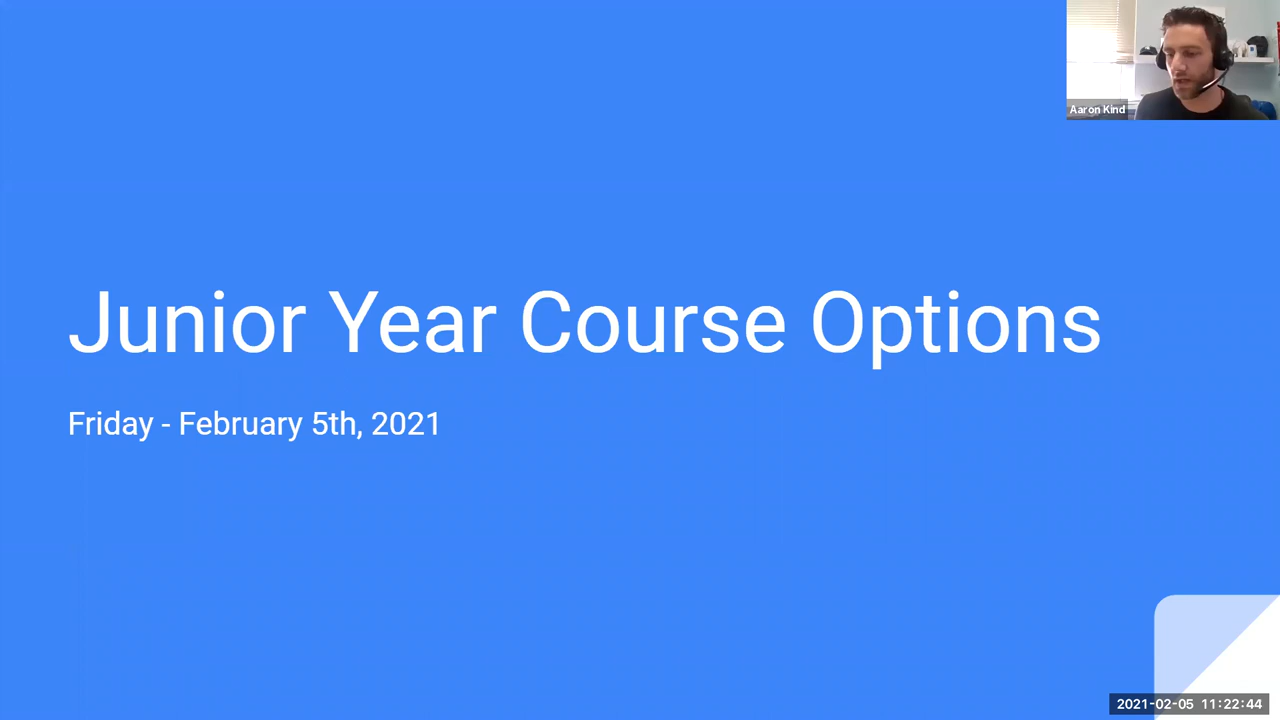 Aaron Kind
Junior Year Course Options
Friday - February 5th, 2021
2021-02-05 11:22:44